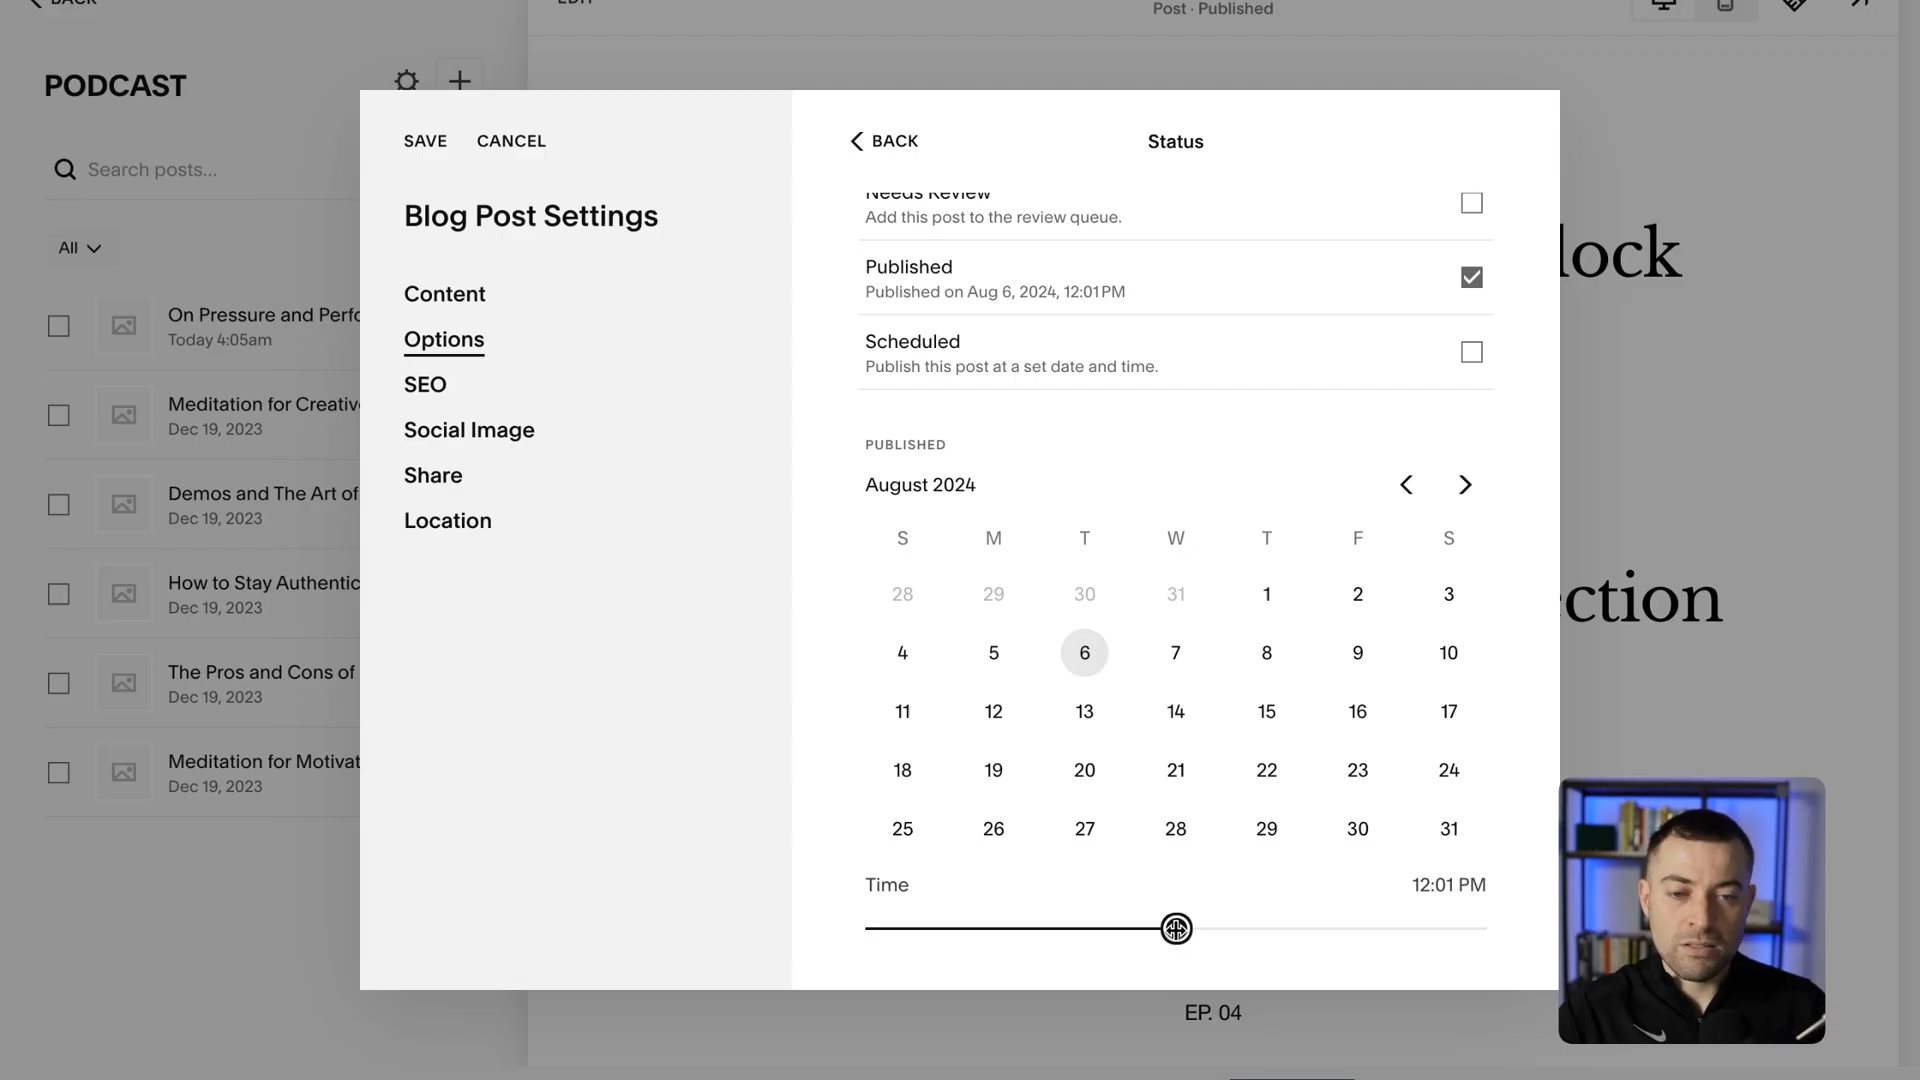 BACK
Post · Published
PODCAST
Search posts...
All
On Pressure and Perfo
Today 4:05am
Meditation for Creativ
Dec 19, 2023
Demos and The Art of
Dec 19, 2023
How to Stay Authentic
Dec 19, 2023
The Pros and Cons of
Dec 19, 2023
Meditation for Motivat
Dec 19, 2023
SAVE CANCEL
Blog Post Settings
Content
Options
SEO
Social Image
Share
Location
BACK Status
Needs Review
Add this post to the review queue.
Published
Published on Aug 6, 2024, 12:01 PM
Scheduled
Publish this post at a set date and time.
PUBLISHED
August 2024
S M T W T F S
28 29 30 31 1 2 3
4 5 6 7 8 9 10
11 12 13 14 15 16 17
18 19 20 21 22 23 24
25 26 27 28 29 30 31
Time 12:01 PM
lock
ection
EP. 04